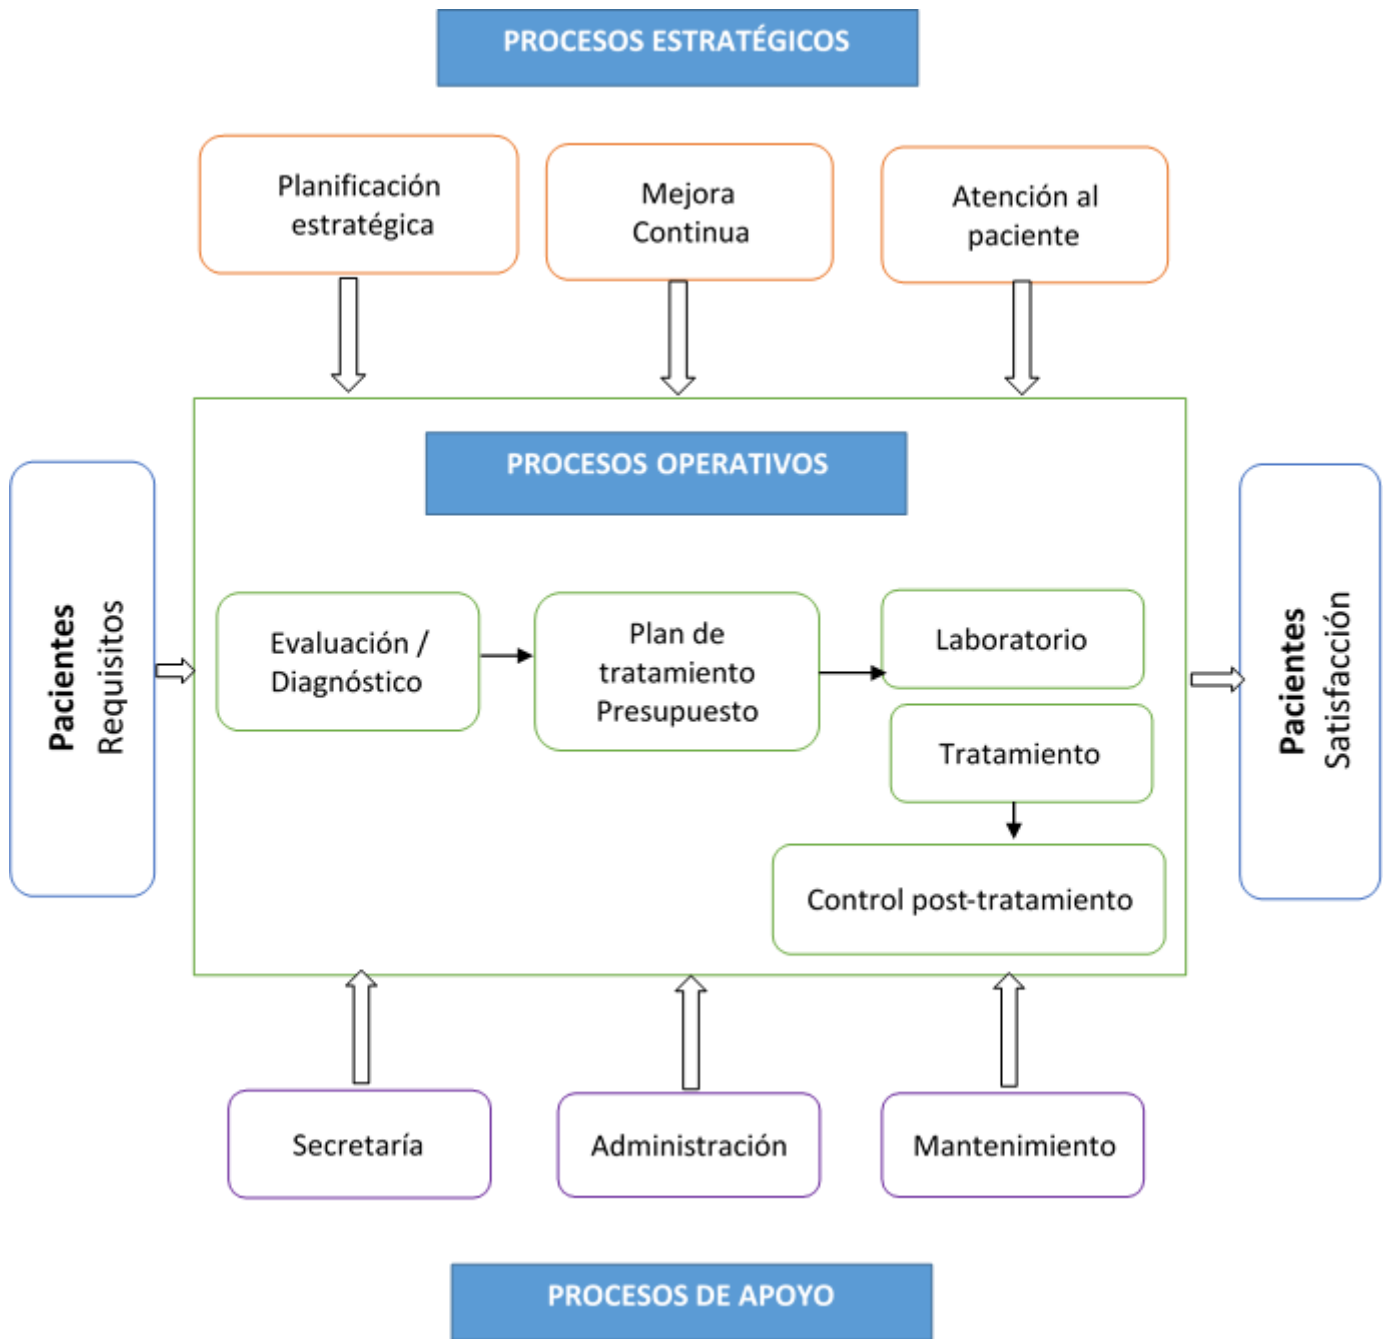 PROCESOS ESTRATÉGICOS
Planificación
estratégica
Mejora
Continua
Atención al
paciente
PROCESOS OPERATIVOS
Pacientes
Requisitos
Evaluación /
Diagnóstico
Plan de
tratamiento
Presupuesto
Laboratorio
Tratamiento
Control post-tratamiento
Pacientes
Satisfacción
Secretaría
Administración
Mantenimiento
PROCESOS DE APOYO